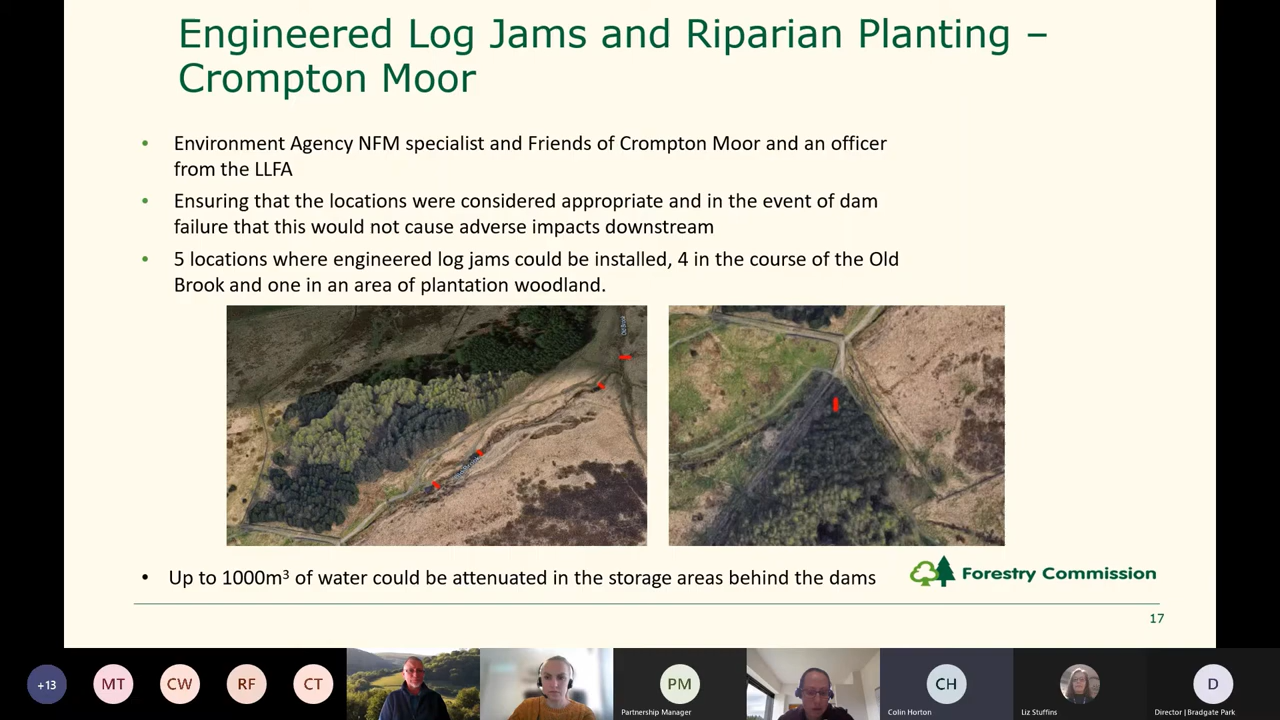 Engineered Log Jams and Riparian Planting –
Crompton Moor
• Environment Agency NFM specialist and Friends of Crompton Moor and an officer
from the LLFA
• Ensuring that the locations were considered appropriate and in the event of dam
failure that this would not cause adverse impacts downstream
• 5 locations where engineered log jams could be installed, 4 in the course of the Old
Brook and one in an area of plantation woodland.
• Up to 1000m³ of water could be attenuated in the storage areas behind the dams
Forestry Commission
17
+13
MT
CW
RF
CT
PM
Partnership Manager
CH
Colin Horton
Liz Stuffins
D
Director | Bradgate Park